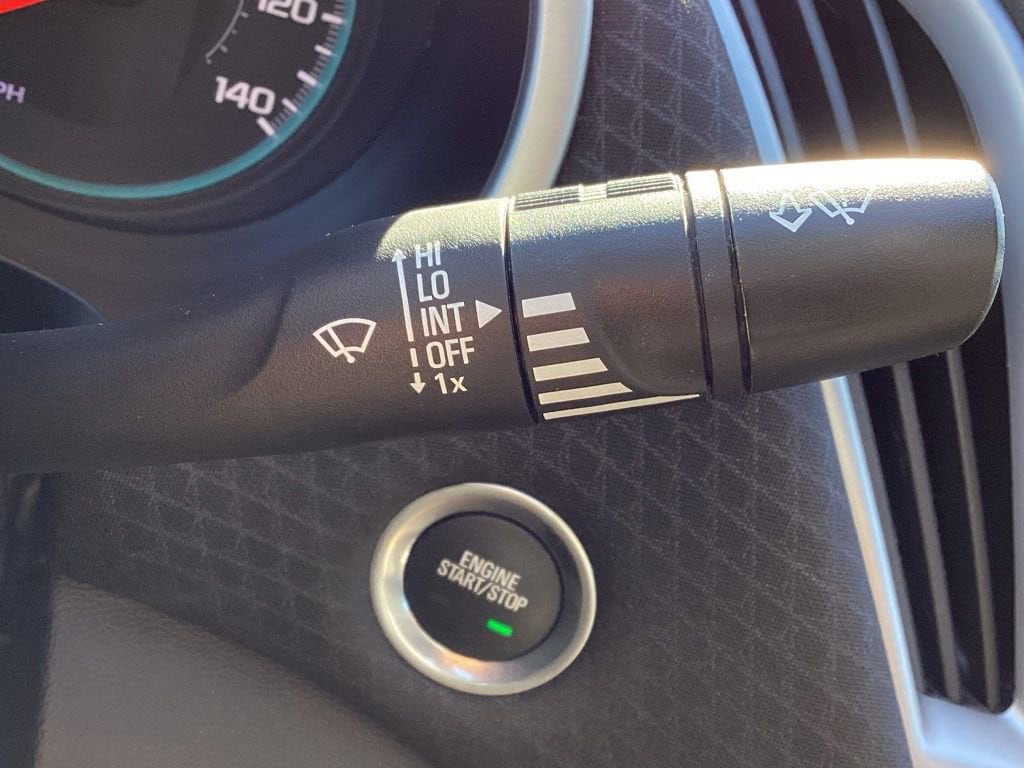 120
140
PH
HI
LO
INT
OFF
1x
ENGINE
START/STOP